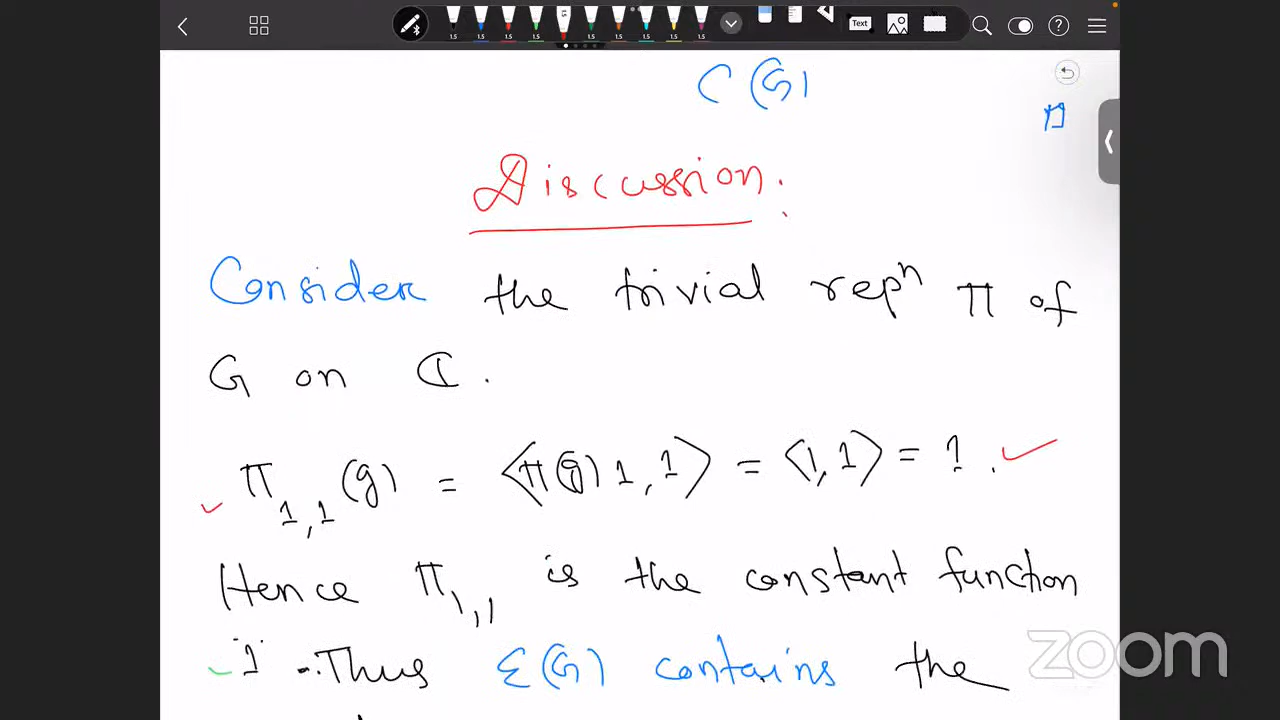 C(G)
Discussion.
Consider the trivial repⁿ π of
G on ℂ.
π₁,₁(g) = ⟨π(g)1, 1⟩ = ⟨1, 1⟩ = 1.
Hence π₁,₁ is the constant function
"1". Thus ℰ(G) contains the
zoom